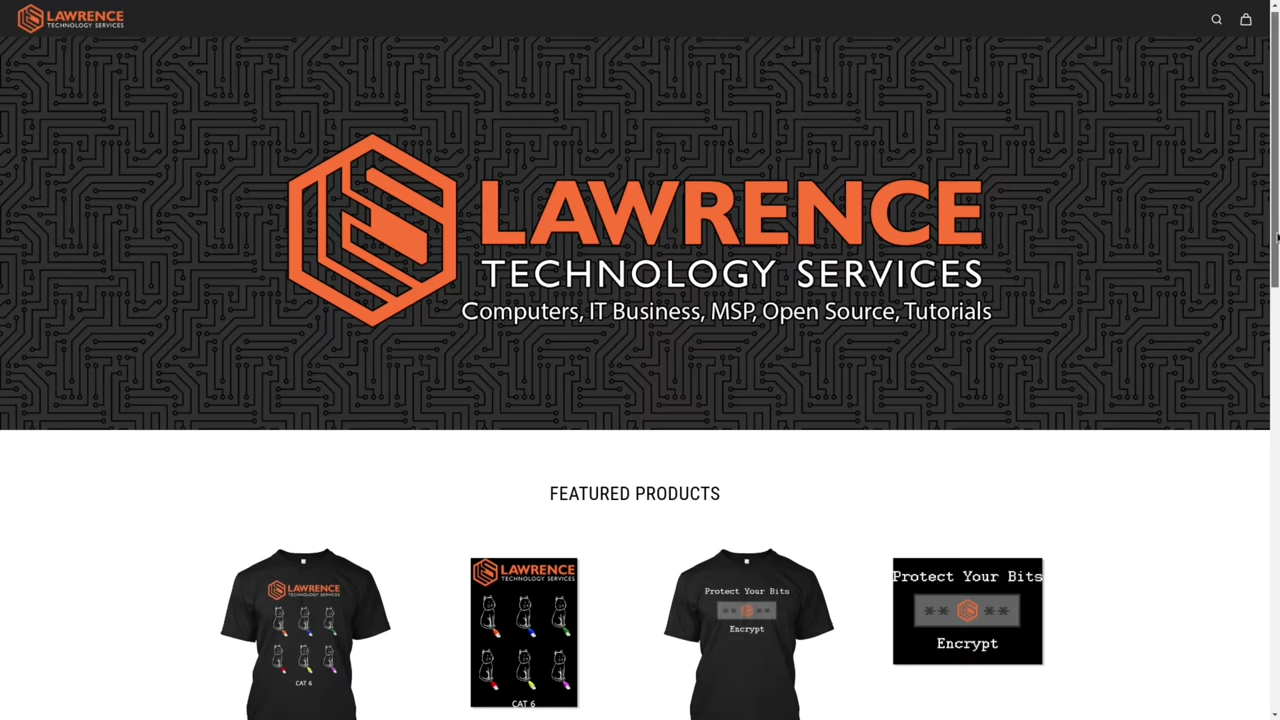 LAWRENCE
TECHNOLOGY SERVICES
LAWRENCE
TECHNOLOGY SERVICES
Computers, IT Business, MSP, Open Source, Tutorials
FEATURED PRODUCTS
LAWRENCE
TECHNOLOGY SERVICES
CAT 6
LAWRENCE
TECHNOLOGY SERVICES
CAT 6
Protect Your Bits
** **
Encrypt
Protect Your Bits
** **
Encrypt